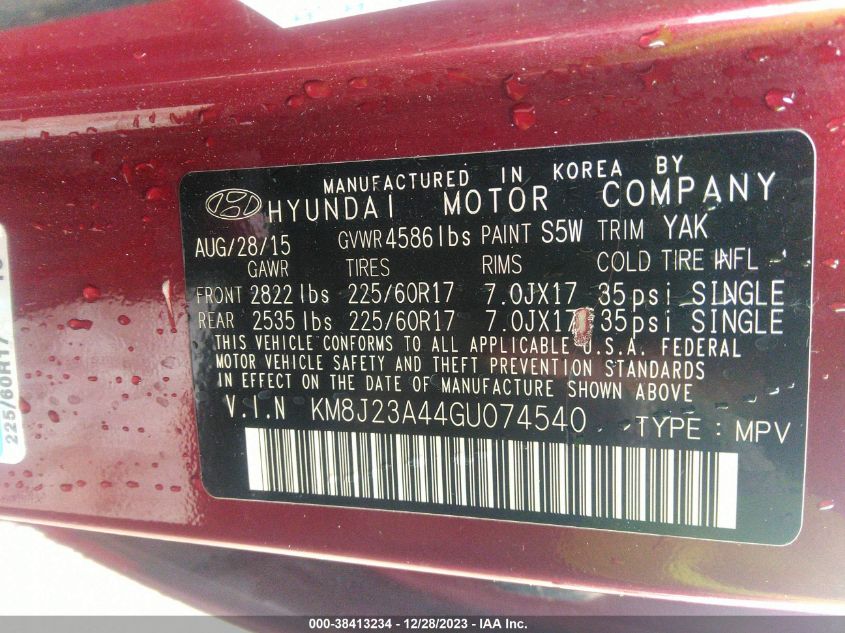 MANUFACTURED IN KOREA BY
HYUNDAI MOTOR COMPANY
AUG/28/15 GVWR 4586 lbs PAINT S5W TRIM YAK
GAWR TIRES RIMS COLD TIRE INFL
FRONT 2822 lbs 225/60R17 7.0JX17 35psi SINGLE
REAR 2535 lbs 225/60R17 7.0JX17 35psi SINGLE
THIS VEHICLE CONFORMS TO ALL APPLICABLE U.S.A. FEDERAL
MOTOR VEHICLE SAFETY AND THEFT PREVENTION STANDARDS
IN EFFECT ON THE DATE OF MANUFACTURE SHOWN ABOVE
V.I.N KM8J23A44GU074540 TYPE : MPV
225/60R17
000-38413234 - 12/28/2023 - IAA Inc.